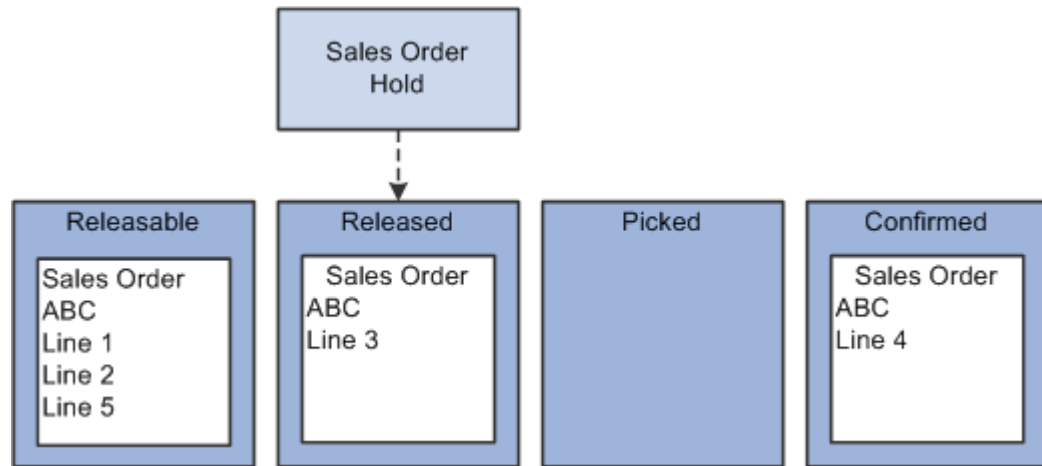 Sales Order
Hold
Releasable
Sales Order
ABC
Line 1
Line 2
Line 5
Released
Sales Order
ABC
Line 3
Picked
Confirmed
Sales Order
ABC
Line 4